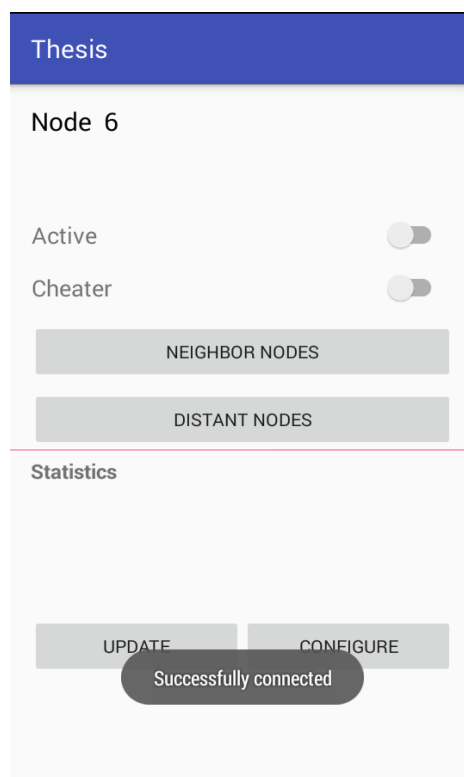 Thesis
Node 6
Active
Cheater
NEIGHBOR NODES
DISTANT NODES
Statistics
UPDATE CONFIGURE
Successfully connected